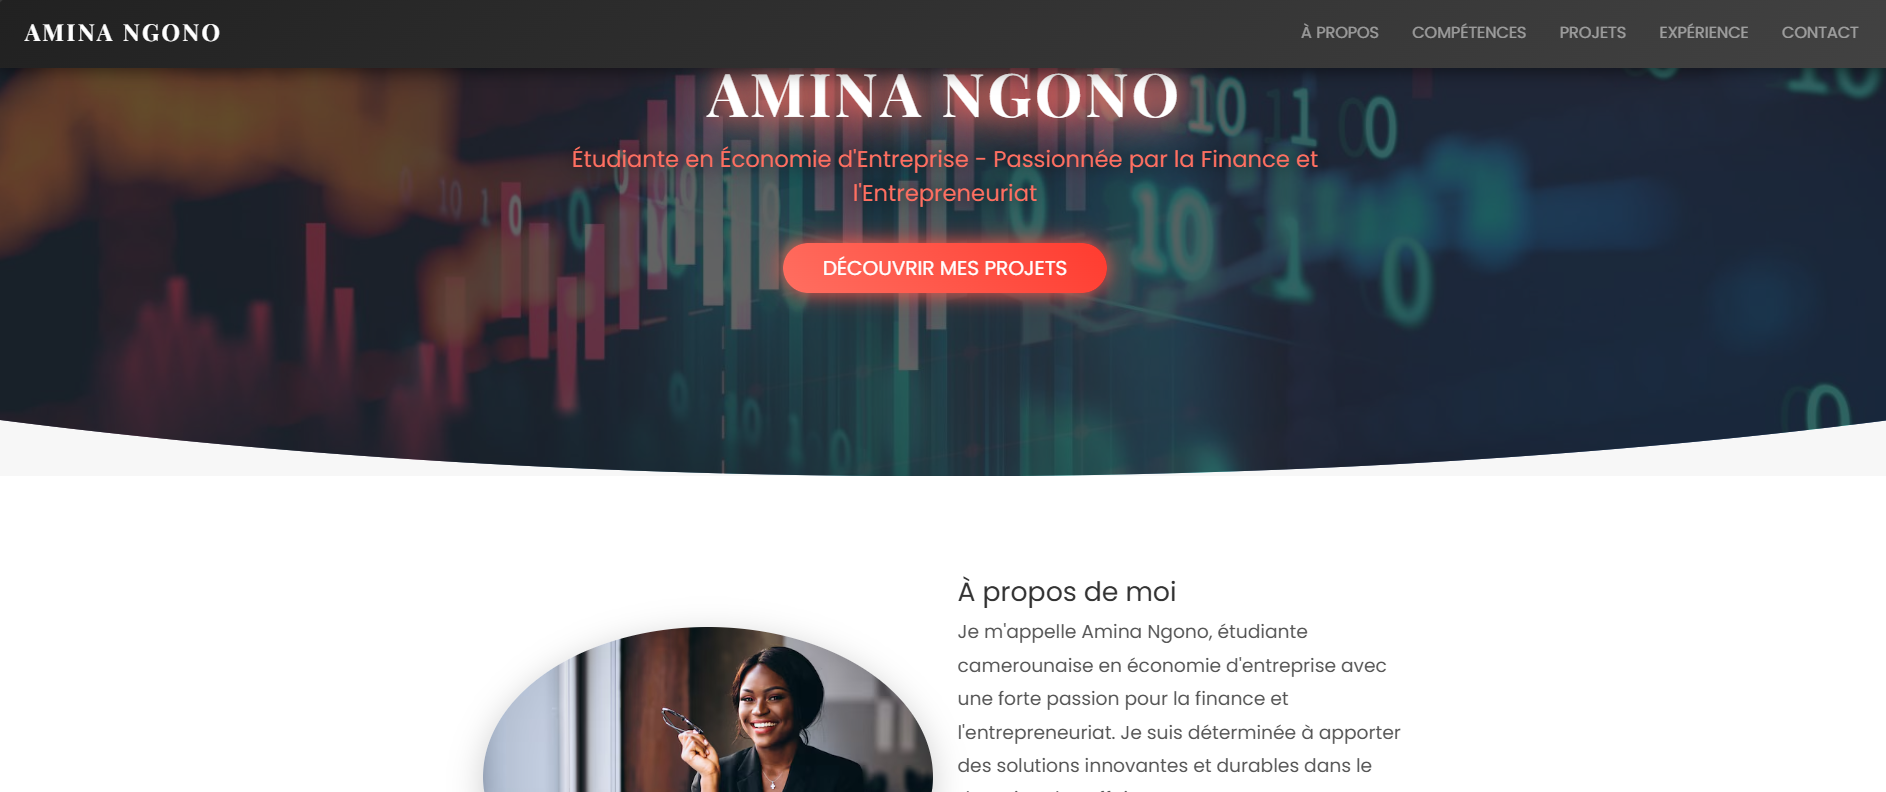 AMINA NGONO
À PROPOS COMPÉTENCES PROJETS EXPÉRIENCE CONTACT
AMINA NGONO
Étudiante en Économie d'Entreprise - Passionnée par la Finance et
l'Entrepreneuriat
DÉCOUVRIR MES PROJETS
À propos de moi
Je m'appelle Amina Ngono, étudiante
camerounaise en économie d'entreprise avec
une forte passion pour la finance et
l'entrepreneuriat. Je suis déterminée à apporter
des solutions innovantes et durables dans le